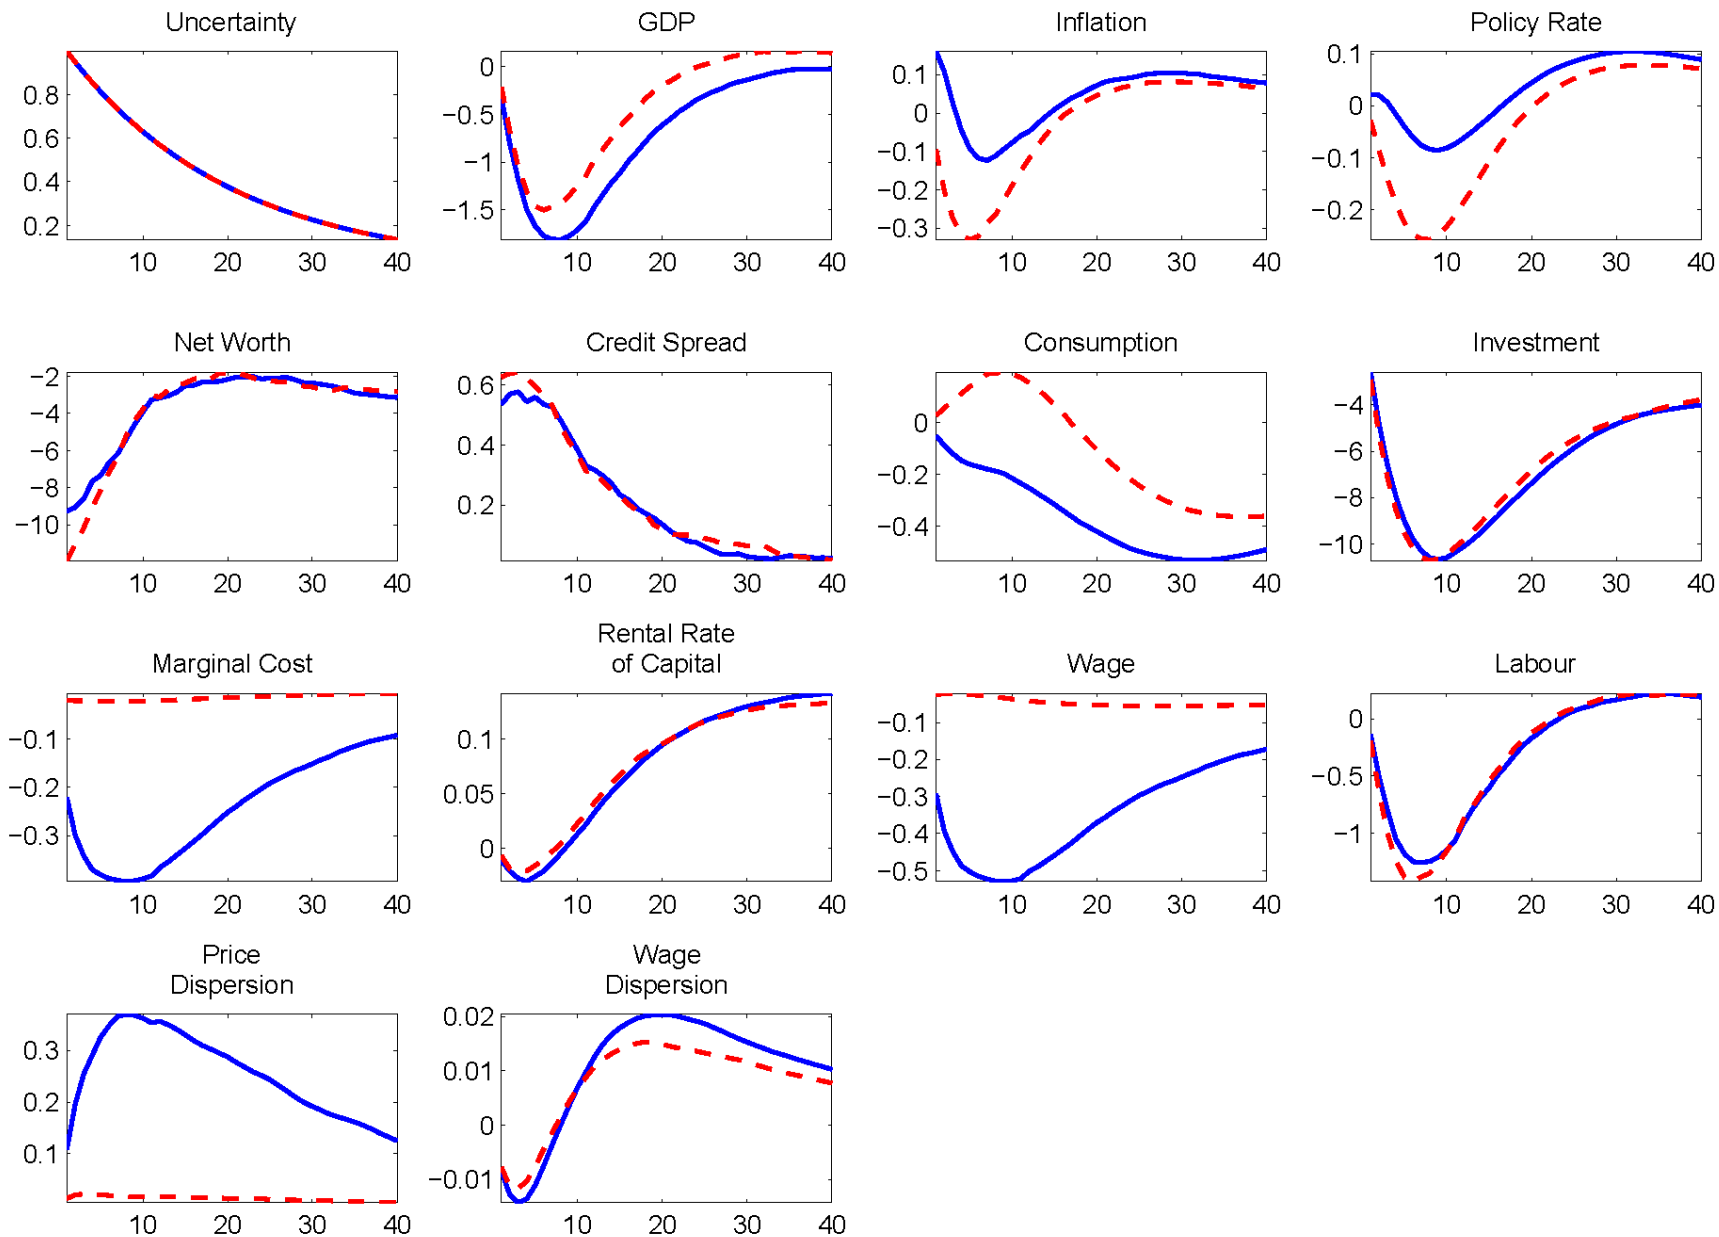 Uncertainty
GDP
Inflation
Policy Rate
0.8
0.6
0.4
0.2
10 20 30 40
0
−0.5
−1
−1.5
10 20 30 40
0.1
0
−0.1
−0.2
−0.3
10 20 30 40
0.1
0
−0.1
−0.2
10 20 30 40
Net Worth
Credit Spread
Consumption
Investment
−2
−4
−6
−8
−10
10 20 30 40
0.6
0.4
0.2
10 20 30 40
0
−0.2
−0.4
10 20 30 40
−4
−6
−8
−10
10 20 30 40
Marginal Cost
Rental Rate
of Capital
Wage
Labour
−0.1
−0.2
−0.3
10 20 30 40
0.1
0.05
0
10 20 30 40
−0.1
−0.2
−0.3
−0.4
−0.5
10 20 30 40
0
−0.5
−1
10 20 30 40
Price
Dispersion
Wage
Dispersion
0.3
0.2
0.1
10 20 30 40
0.02
0.01
0
−0.01
10 20 30 40